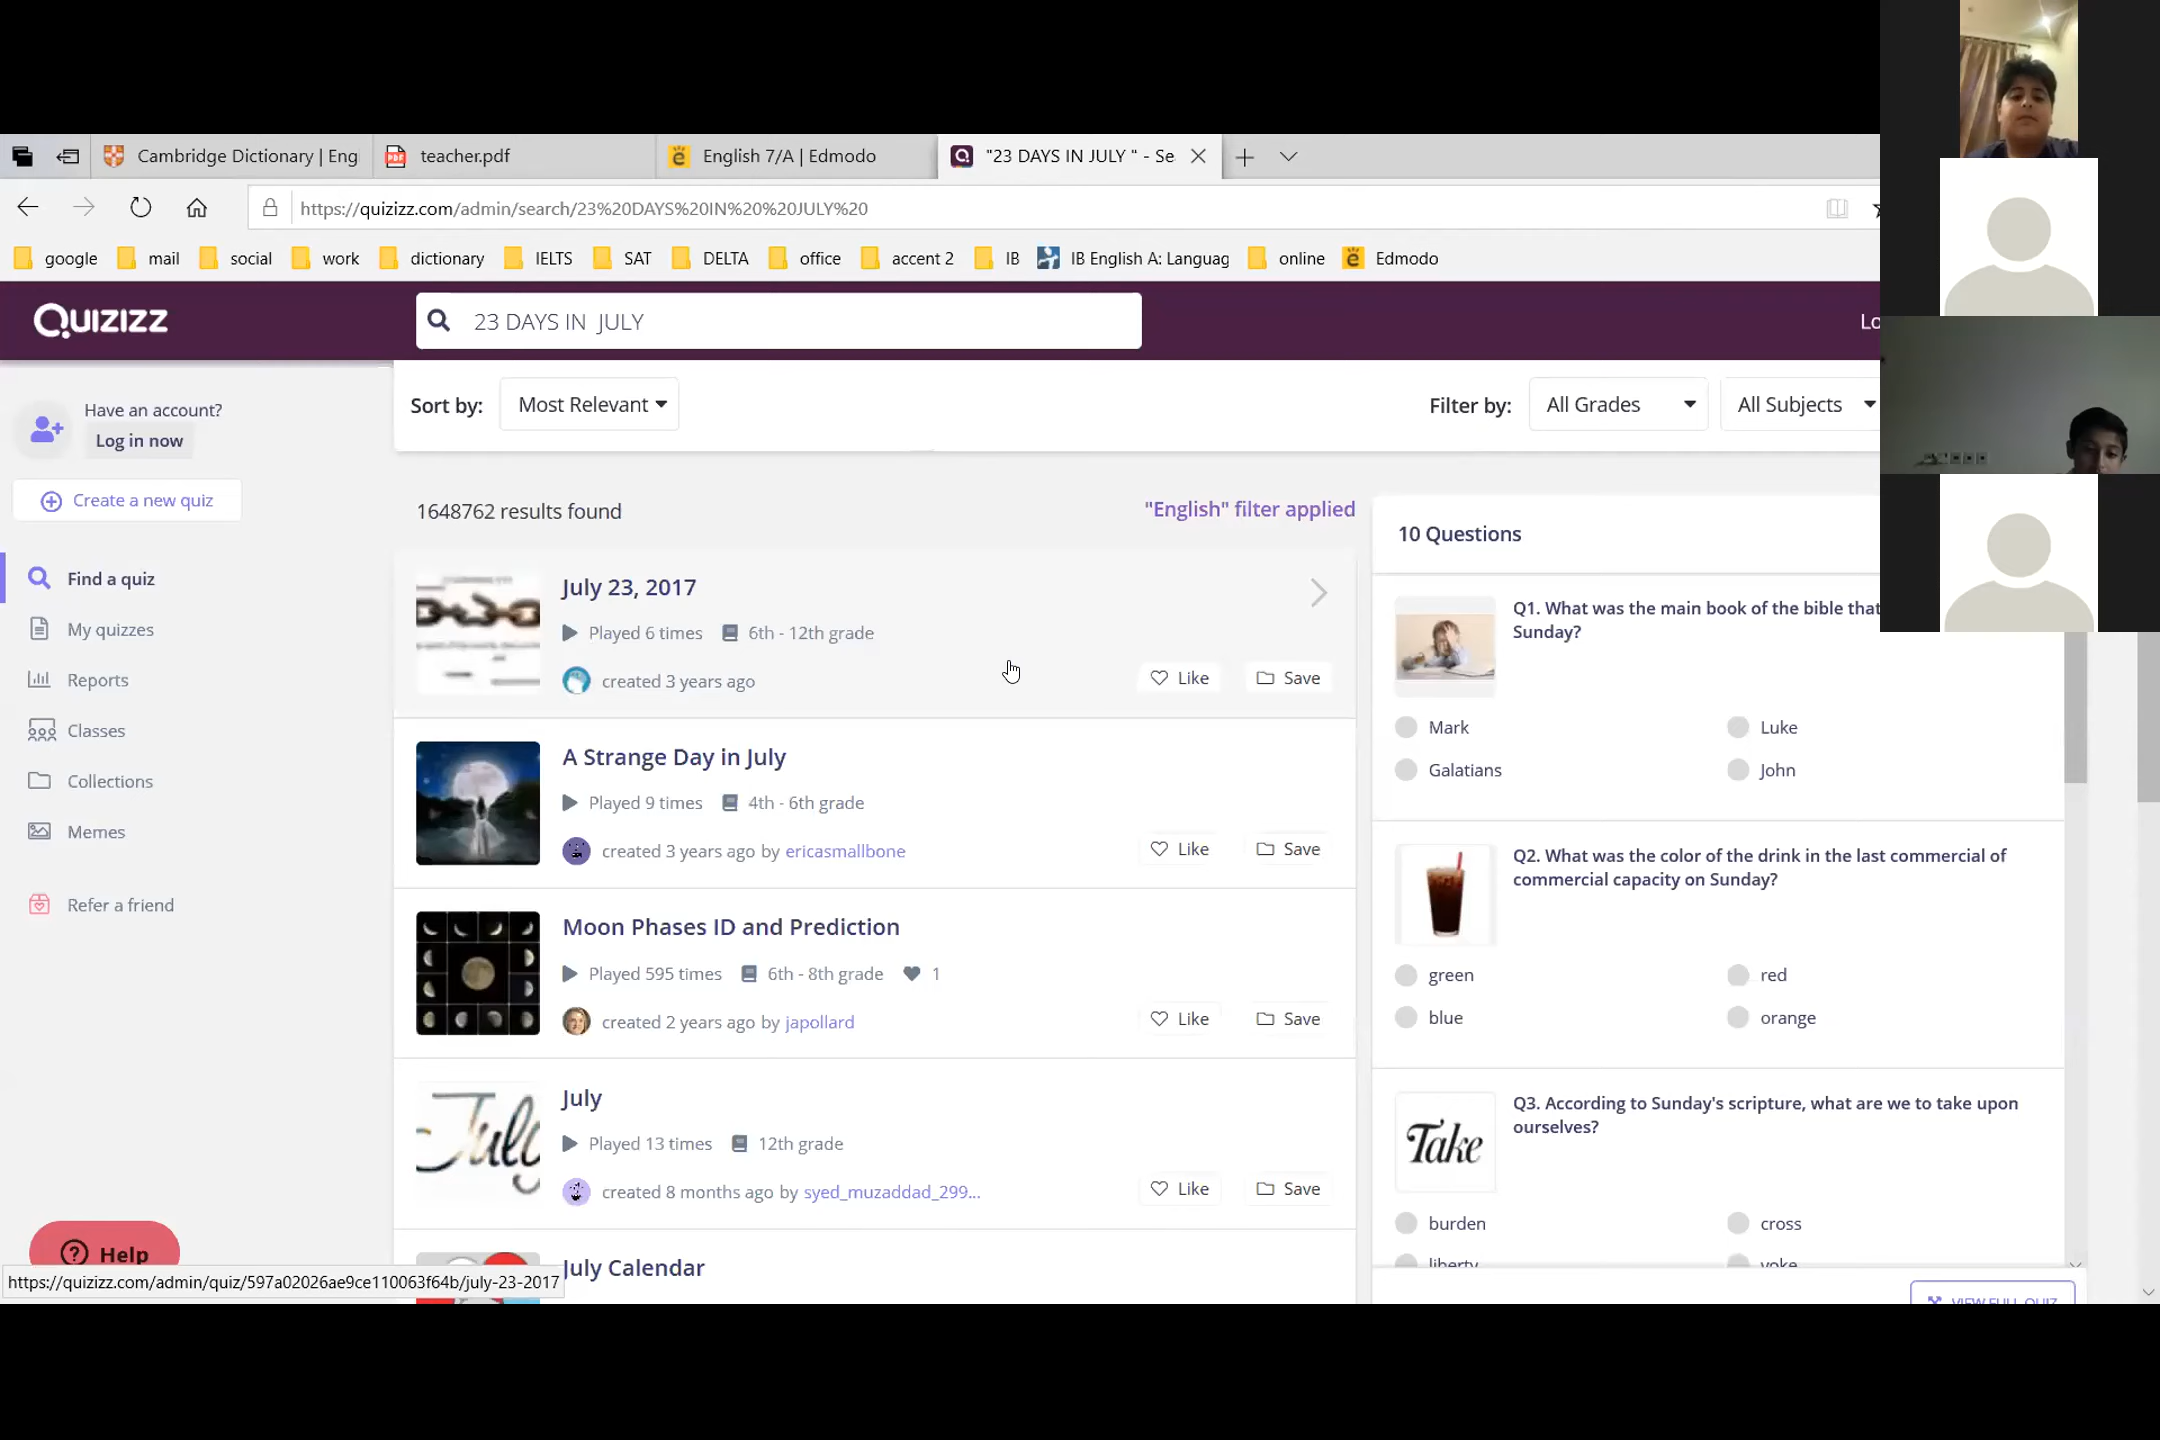 Cambridge Dictionary | Eng
teacher.pdf
English 7/A | Edmodo
"23 DAYS IN JULY " - Se
https://quizizz.com/admin/search/23%20DAYS%20IN%20%20JULY%20
google
mail
social
work
dictionary
IELTS
SAT
DELTA
office
accent 2
IB
IB English A: Languag
online
Edmodo
QUIZIZZ
23 DAYS IN  JULY
Lo
Have an account?
Log in now
Create a new quiz
Find a quiz
My quizzes
Reports
Classes
Collections
Memes
Refer a friend
Help
https://quizizz.com/admin/quiz/597a02026ae9ce110063f64b/july-23-2017
Sort by:
Most Relevant
Filter by:
All Grades
All Subjects
1648762 results found
"English" filter applied
July 23, 2017
Played 6 times
6th - 12th grade
created 3 years ago
Like
Save
A Strange Day in July
Played 9 times
4th - 6th grade
created 3 years ago by ericasmallbone
Like
Save
Moon Phases ID and Prediction
Played 595 times
6th - 8th grade
1
created 2 years ago by japollard
Like
Save
July
July
Played 13 times
12th grade
created 8 months ago by syed_muzaddad_299...
Like
Save
July Calendar
10 Questions
Q1. What was the main book of the bible that
Sunday?
Mark
Luke
Galatians
John
Q2. What was the color of the drink in the last commercial of
commercial capacity on Sunday?
green
red
blue
orange
Take
Q3. According to Sunday's scripture, what are we to take upon
ourselves?
burden
cross
liberty
yoke
VIEW FULL QUIZ